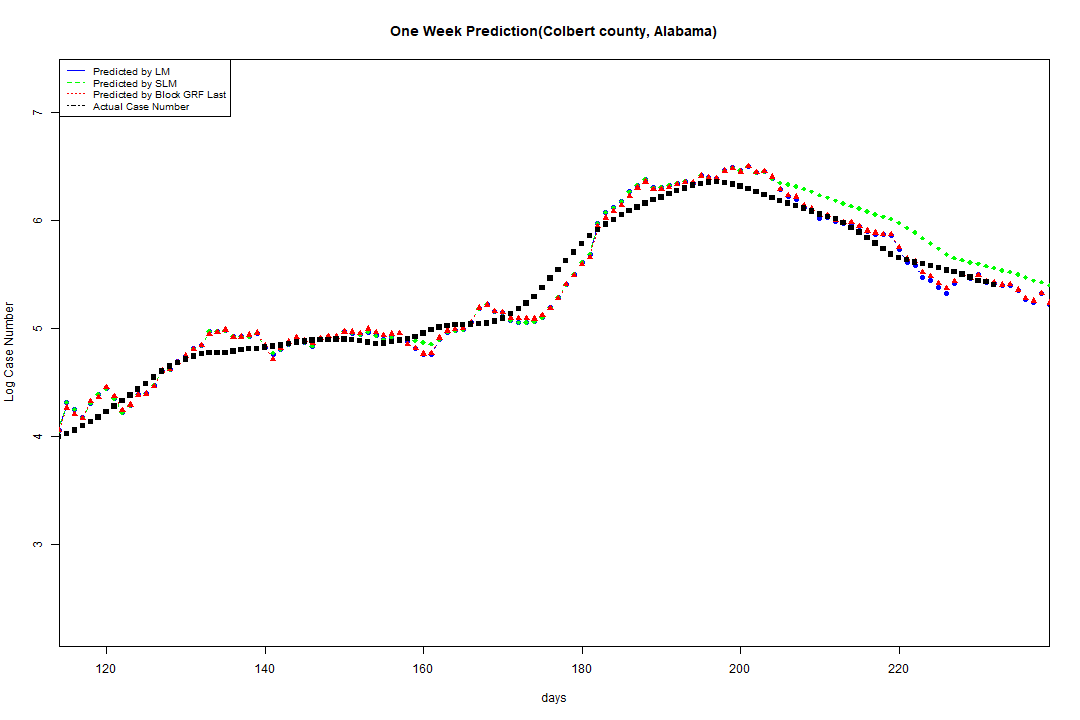 One Week Prediction(Colbert county, Alabama)
Predicted by LM
Predicted by SLM
Predicted by Block GRF Last
Actual Case Number
7
6
5
4
3
Log Case Number
120 140 160 180 200 220
days